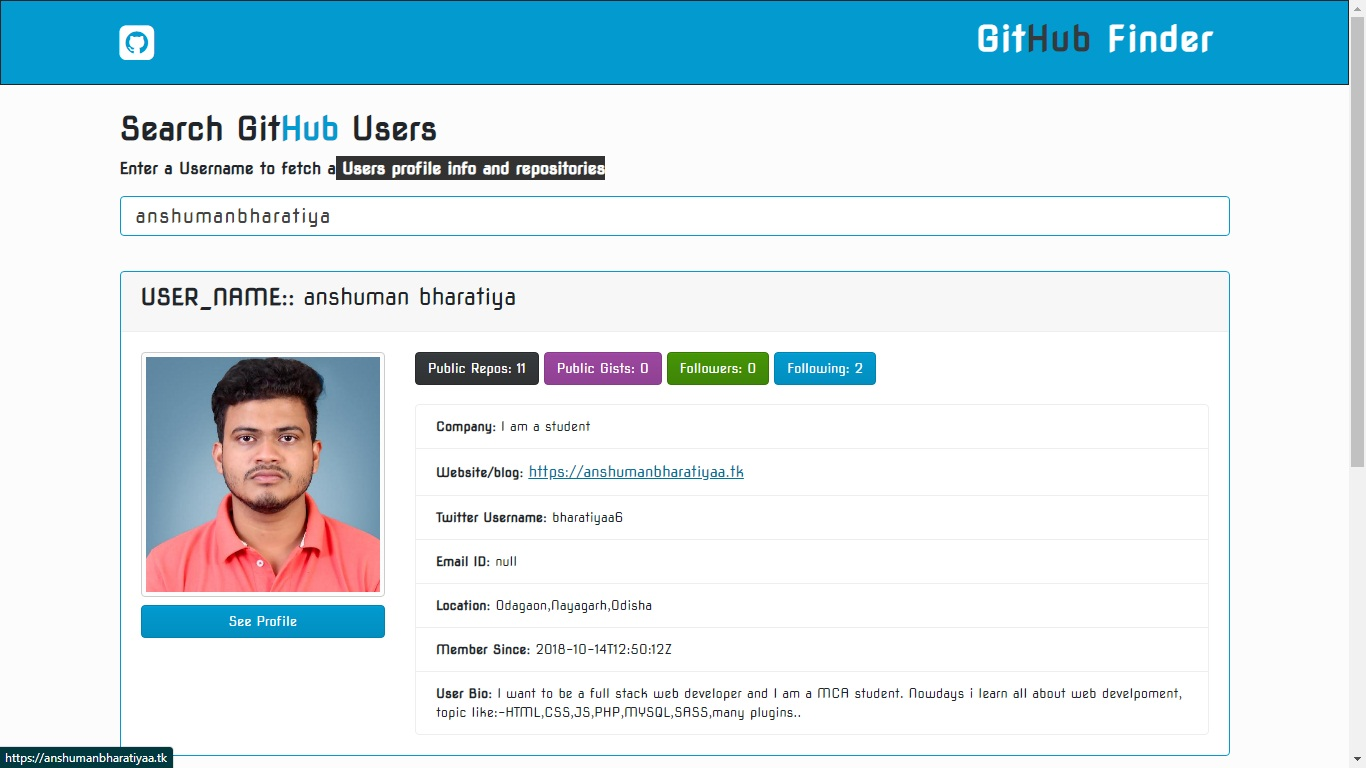 GitHub Finder
Search GitHub Users
Enter a Username to fetch a Users profile info and repositories
anshumanbharatiya
USER_NAME:: anshuman bharatiya
Public Repos: 11 Public Gists: 0 Followers: 0 Following: 2
Company: I am a student
Website/blog: https://anshumanbharatiyaa.tk
Twitter Username: bharatiyaa6
Email ID: null
Location: Odagaon,Nayagarh,Odisha
Member Since: 2018-10-14T12:50:12Z
User Bio: I want to be a full stack web developer and I am a MCA student. Nowdays i learn all about web develpoment,
topic like:-HTML,CSS,JS,PHP,MYSQL,SASS,many plugins..
See Profile
https://anshumanbharatiyaa.tk